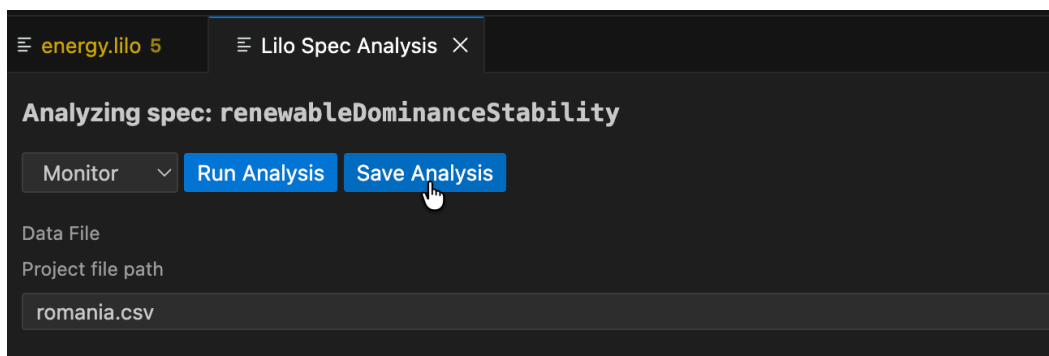 energy.lilo 5 Lilo Spec Analysis
Analyzing spec: renewableDominanceStability
Monitor Run Analysis Save Analysis
Data File
Project file path
romania.csv